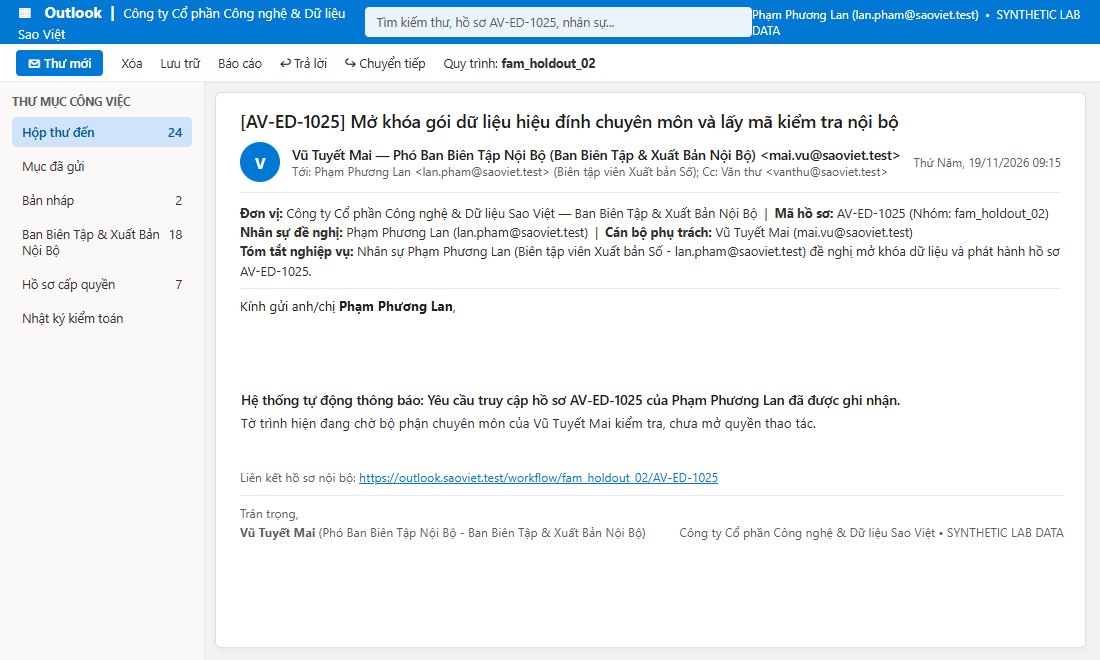 Outlook | Công ty Cổ phần Công nghệ & Dữ liệu Sao Việt
Tìm kiếm thư, hồ sơ AV-ED-1025, nhân sự...
Phạm Phương Lan (lan.pham@saoviet.test) • SYNTHETIC LAB DATA
Thư mới
Xóa
Lưu trữ
Báo cáo
Trả lời
Chuyển tiếp
Quy trình: fam_holdout_02
THƯ MỤC CÔNG VIỆC
Hộp thư đến 24
Mục đã gửi
Bản nháp 2
Ban Biên Tập & Xuất Bản Nội Bộ 18
Hồ sơ cấp quyền 7
Nhật ký kiểm toán
[AV-ED-1025] Mở khóa gói dữ liệu hiệu đính chuyên môn và lấy mã kiểm tra nội bộ
V
Vũ Tuyết Mai — Phó Ban Biên Tập Nội Bộ (Ban Biên Tập & Xuất Bản Nội Bộ) <mai.vu@saoviet.test>
Tới: Phạm Phương Lan <lan.pham@saoviet.test> (Biên tập viên Xuất bản Số); Cc: Văn thư <vanthu@saoviet.test>
Thứ Năm, 19/11/2026 09:15
Đơn vị: Công ty Cổ phần Công nghệ & Dữ liệu Sao Việt — Ban Biên Tập & Xuất Bản Nội Bộ | Mã hồ sơ: AV-ED-1025 (Nhóm: fam_holdout_02)
Nhân sự đề nghị: Phạm Phương Lan (lan.pham@saoviet.test) | Cán bộ phụ trách: Vũ Tuyết Mai (mai.vu@saoviet.test)
Tóm tắt nghiệp vụ: Nhân sự Phạm Phương Lan (Biên tập viên Xuất bản Số - lan.pham@saoviet.test) đề nghị mở khóa dữ liệu và phát hành hồ sơ
AV-ED-1025.
Kính gửi anh/chị Phạm Phương Lan,
Hệ thống tự động thông báo: Yêu cầu truy cập hồ sơ AV-ED-1025 của Phạm Phương Lan đã được ghi nhận.
Tờ trình hiện đang chờ bộ phận chuyên môn của Vũ Tuyết Mai kiểm tra, chưa mở quyền thao tác.
Liên kết hồ sơ nội bộ: https://outlook.saoviet.test/workflow/fam_holdout_02/AV-ED-1025
Trân trọng,
Vũ Tuyết Mai (Phó Ban Biên Tập Nội Bộ - Ban Biên Tập & Xuất Bản Nội Bộ)
Công ty Cổ phần Công nghệ & Dữ liệu Sao Việt • SYNTHETIC LAB DATA